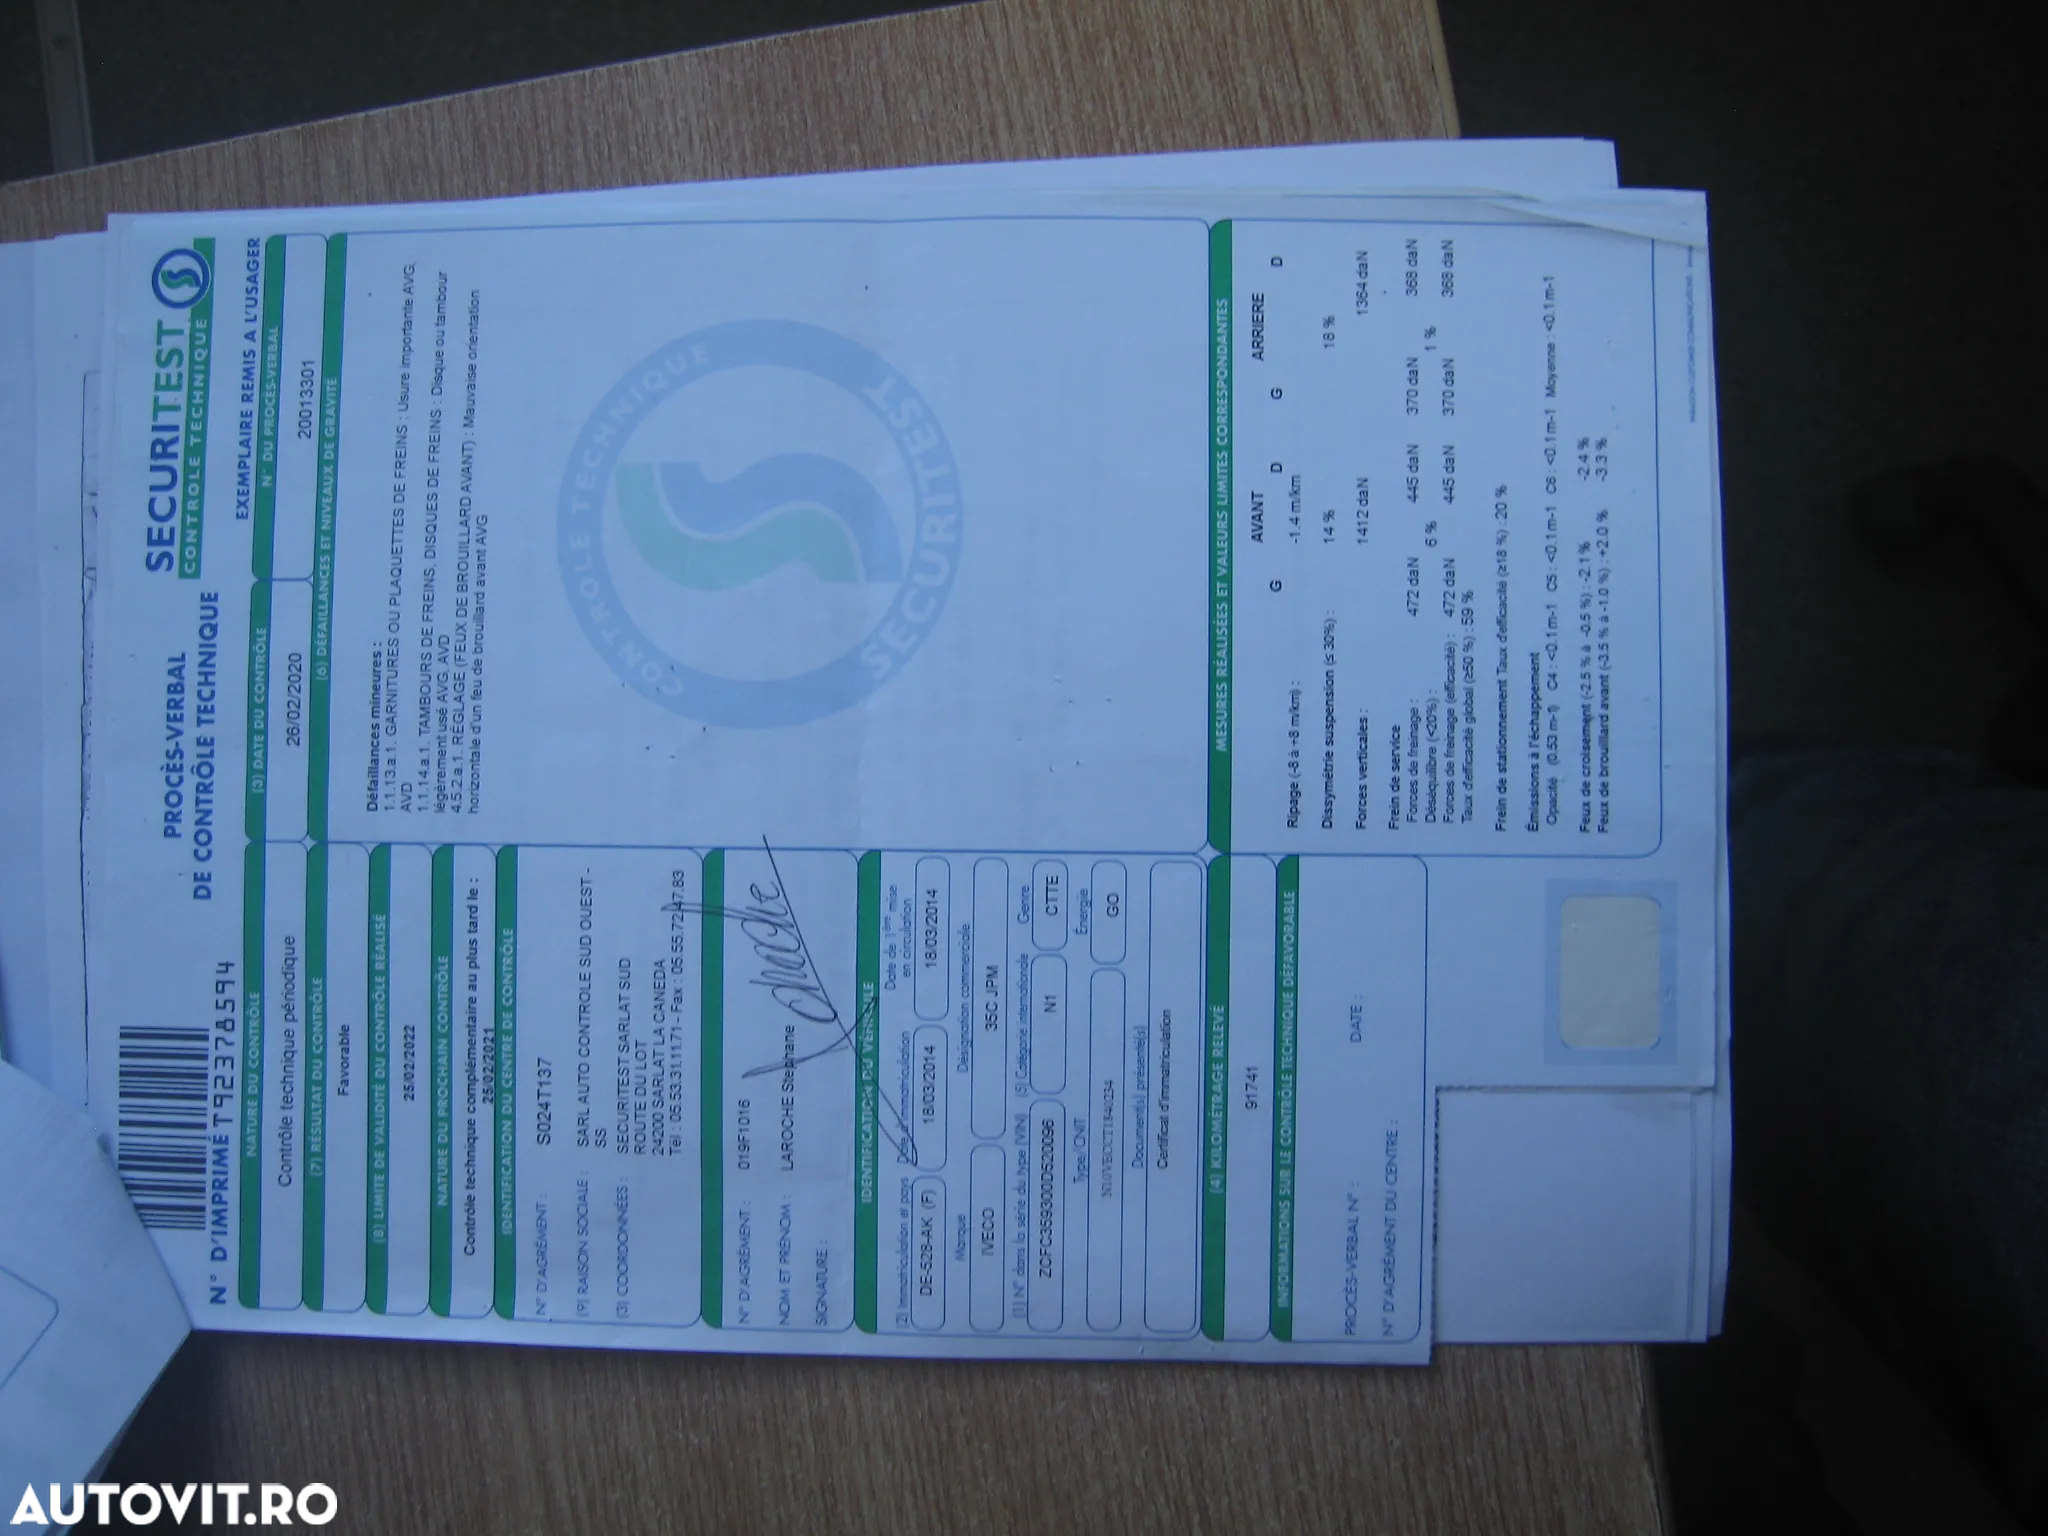 N° D'IMPRIMÉ T92378594
PROCÈS-VERBAL
DE CONTRÔLE TECHNIQUE
SECURITEST
CONTROLE TECHNIQUE
EXEMPLAIRE REMIS A L'USAGER
NATURE DU CONTRÔLE
Contrôle technique périodique
(3) DATE DU CONTRÔLE
26/02/2020
N° DU PROCÈS-VERBAL
20013301
(7) RÉSULTAT DU CONTRÔLE
Favorable
(8) LIMITE DE VALIDITÉ DU CONTRÔLE RÉALISÉ
25/02/2022
NATURE DU PROCHAIN CONTRÔLE
Contrôle technique complémentaire au plus tard le :
25/02/2021
IDENTIFICATION DU CENTRE DE CONTRÔLE
N° D'AGRÉMENT : S024T137
(9) RAISON SOCIALE : SARL AUTO CONTROLE SUD OUEST -
SS
(3) COORDONNÉES : SECURITEST SARLAT SUD
ROUTE DU LOT
24200 SARLAT LA CANEDA
Tél : 05.53.31.11.71 - Fax : 05.55.72.47.83
N° D'AGRÉMENT : 019F1016
NOM ET PRÉNOM : LAROCHE Stéphane
SIGNATURE :
IDENTIFICATION DU VÉHICULE
(2) Immatriculation et pays Date d'immatriculation Date de 1ère mise
en circulation
DE-528-AK (F) 18/03/2014 18/03/2014
Marque Désignation commerciale
IVECO 35C JPM
(1) N° dans la série du type (VIN) (5) Catégorie internationale Genre
ZCFC359300D520096 N1 CTTE
Type/CNIT Énergie
N10VECCT1840234 GO
Document(s) présenté(s)
Certificat d'immatriculation
(4) KILOMÉTRAGE RELEVÉ
91741
INFORMATIONS SUR LE CONTRÔLE TECHNIQUE DÉFAVORABLE
PROCÈS-VERBAL N° : DATE :
N° D'AGRÉMENT DU CENTRE :
(6) DÉFAILLANCES ET NIVEAUX DE GRAVITÉ
Défaillances mineures :
1.1.13.a.1. GARNITURES OU PLAQUETTES DE FREINS : Usure importante AVG,
AVD
1.1.14.a.1. TAMBOURS DE FREINS, DISQUES DE FREINS : Disque ou tambour
légèrement usé AVG, AVD
4.5.2.a.1. RÉGLAGE (FEUX DE BROUILLARD AVANT) : Mauvaise orientation
horizontale d'un feu de brouillard avant AVG
CONTROLE TECHNIQUE
SECURITEST
MESURES RÉALISÉES ET VALEURS LIMITES CORRESPONDANTES
AVANT ARRIERE
G D G D
Ripage (-8 à +8 m/km) : -1.4 m/km
Dissymétrie suspension (≤ 30%) : 14 % 18 %
Forces verticales : 1412 daN 1364 daN
Frein de service
Forces de freinage : 472 daN 445 daN 370 daN 368 daN
Déséquilibre (<20%) : 6 % 1 %
Forces de freinage (efficacité) : 472 daN 445 daN 370 daN 368 daN
Taux d'efficacité global (≥50 %) : 59 %
Frein de stationnement Taux d'efficacité (≥18 %) : 20 %
Émissions à l'échappement
Opacité (0.53 m-1) C4 : <0.1 m-1 C5 : <0.1 m-1 C6 : <0.1 m-1 Moyenne : <0.1 m-1
Feux de croisement (-2.5 % à -0.5 %) : -2.1 % -2.4 %
Feux de brouillard avant (-3.5 % à -1.0 %) : +2.0 % -3.3 %
AUTOVIT.RO